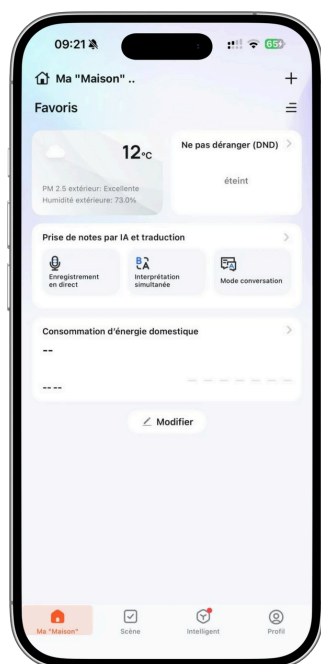 09:21
65
Ma "Maison" ..
Favoris
12°C
PM 2.5 extérieur: Excellente
Humidité extérieure: 73.0%
Ne pas déranger (DND)
éteint
Prise de notes par IA et traduction
Enregistrement
en direct
Interprétation
simultanée
Mode conversation
Consommation d'énergie domestique
--
-- --
Modifier
Ma "Maison"
Scène
Intelligent
Profil